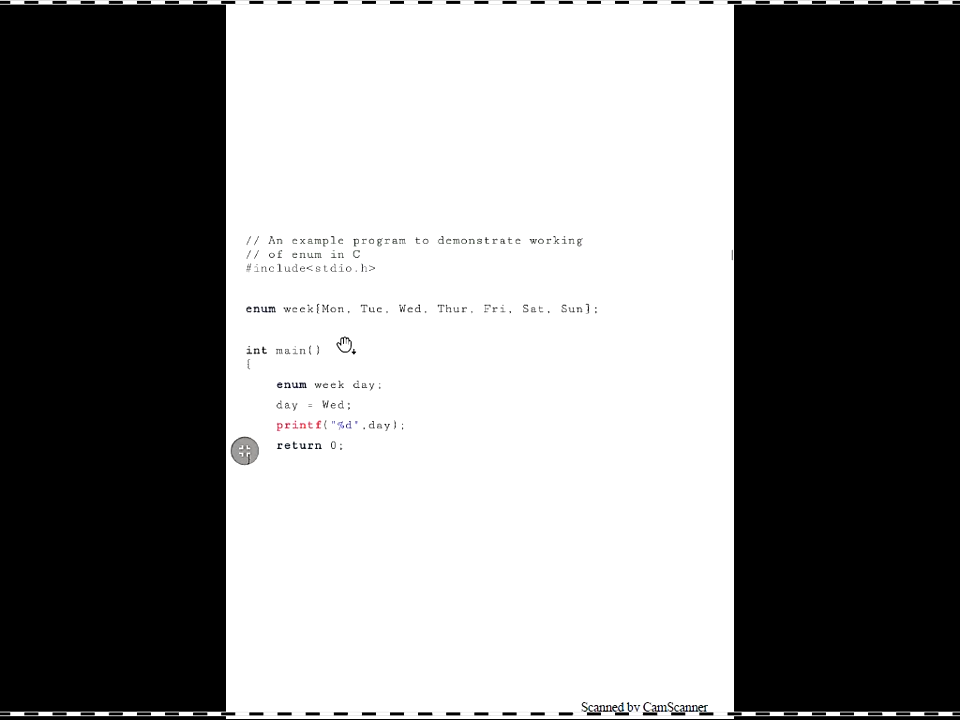 // An example program to demonstrate working
// of enum in C
#include<stdio.h>
enum week{Mon, Tue, Wed, Thur, Fri, Sat, Sun};
int main()
{
enum week day;
day = Wed;
printf("%d",day);
return 0;
}
Scanned by CamScanner